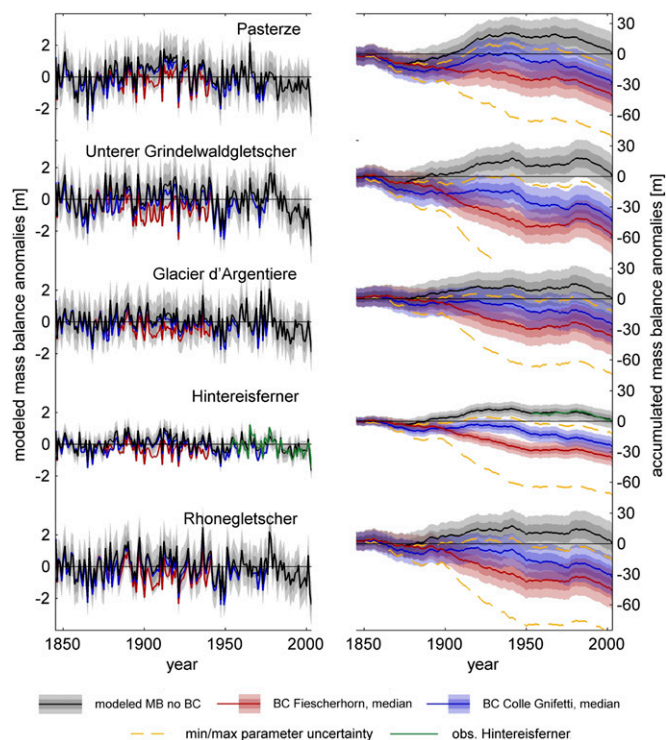 Pasterze
2
0
-2
30
0
-30
-60
Unterer Grindelwaldgletscher
2
0
-2
30
0
-30
-60
Glacier d'Argentiere
2
0
-2
30
0
-30
-60
Hintereisferner
2
0
-2
30
0
-30
-60
Rhonegletscher
2
0
-2
30
0
-30
-60
modeled mass balance anomalies [m]
accumulated mass balance anomalies [m]
1850 1900 1950 2000
1850 1900 1950 2000
year
year
modeled MB no BC
BC Fiescherhorn, median
BC Colle Gnifetti, median
min/max parameter uncertainty
obs. Hintereisferner